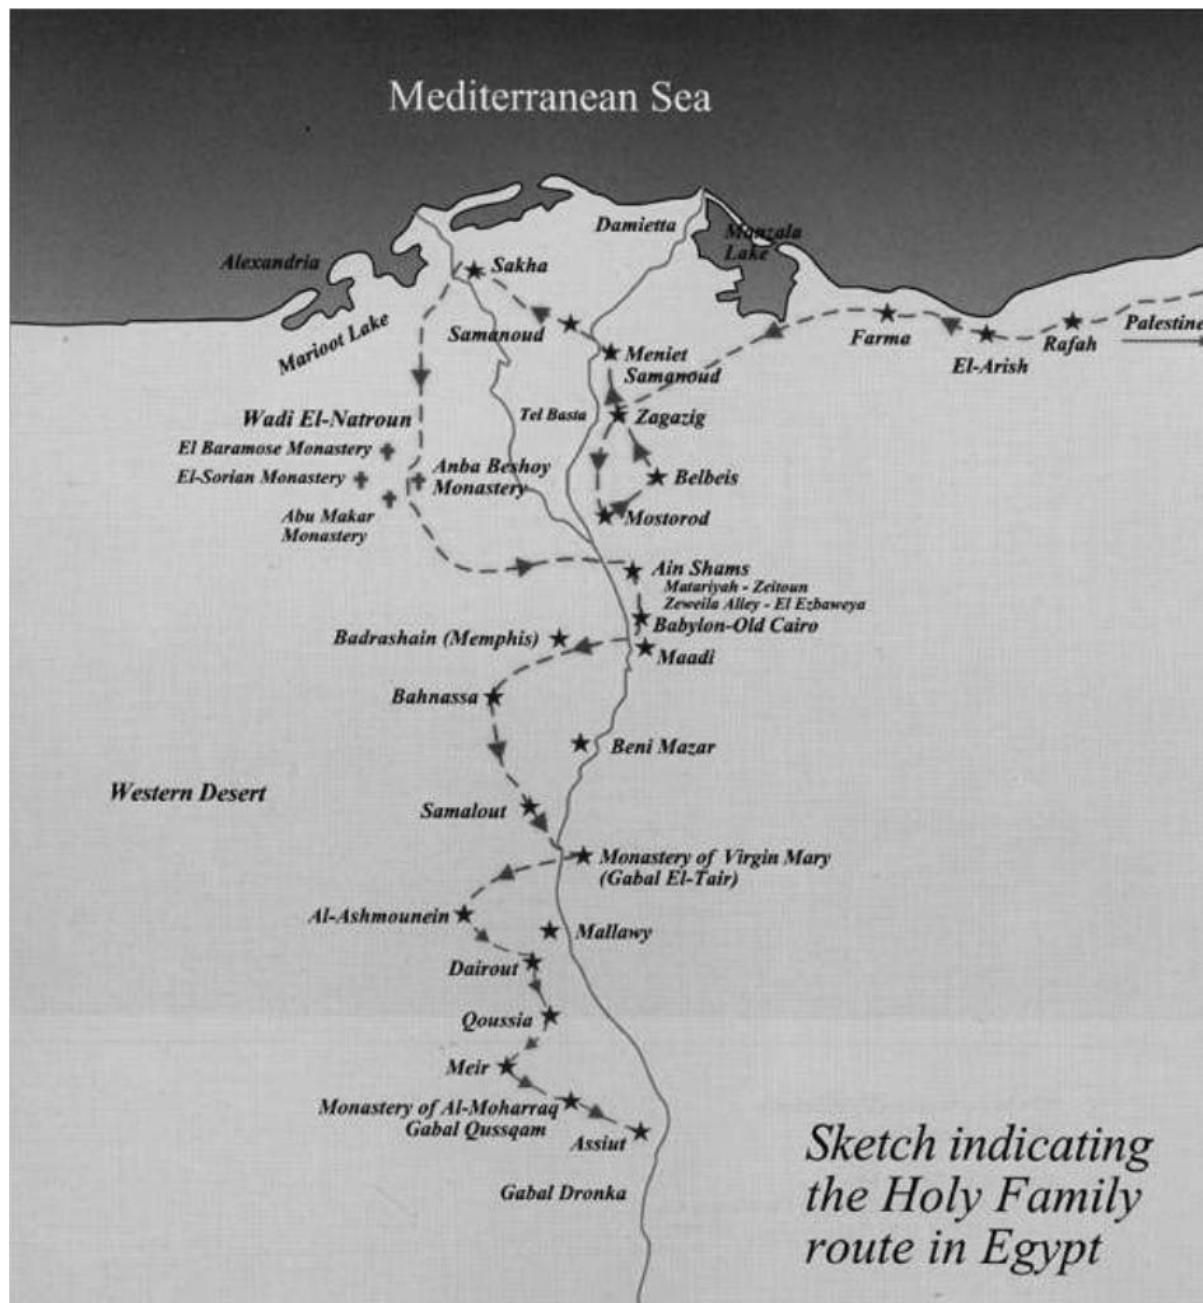 Mediterranean Sea
Damietta
Manzala
Lake
Alexandria
Sakha
Marioot Lake
Samanoud
Meniet
Samanoud
Farma
El-Arish
Rafah
Palestine
Wadi El-Natroun
Tel Basta
Zagazig
El Baramose Monastery
El-Sorian Monastery
Anba Beshoy
Monastery
Belbeis
Abu Makar
Monastery
Mostorod
Ain Shams
Matariyah - Zeitoun
Zeweila Alley - El Ezbaweya
Babylon-Old Cairo
Badrashain (Memphis)
Maadi
Bahnassa
Beni Mazar
Western Desert
Samalout
Monastery of Virgin Mary
(Gabal El-Tair)
Al-Ashmounein
Mallawy
Dairout
Qoussia
Meir
Monastery of Al-Moharraq
Gabal Qussqam
Assiut
Gabal Dronka
Sketch indicating
the Holy Family
route in Egypt